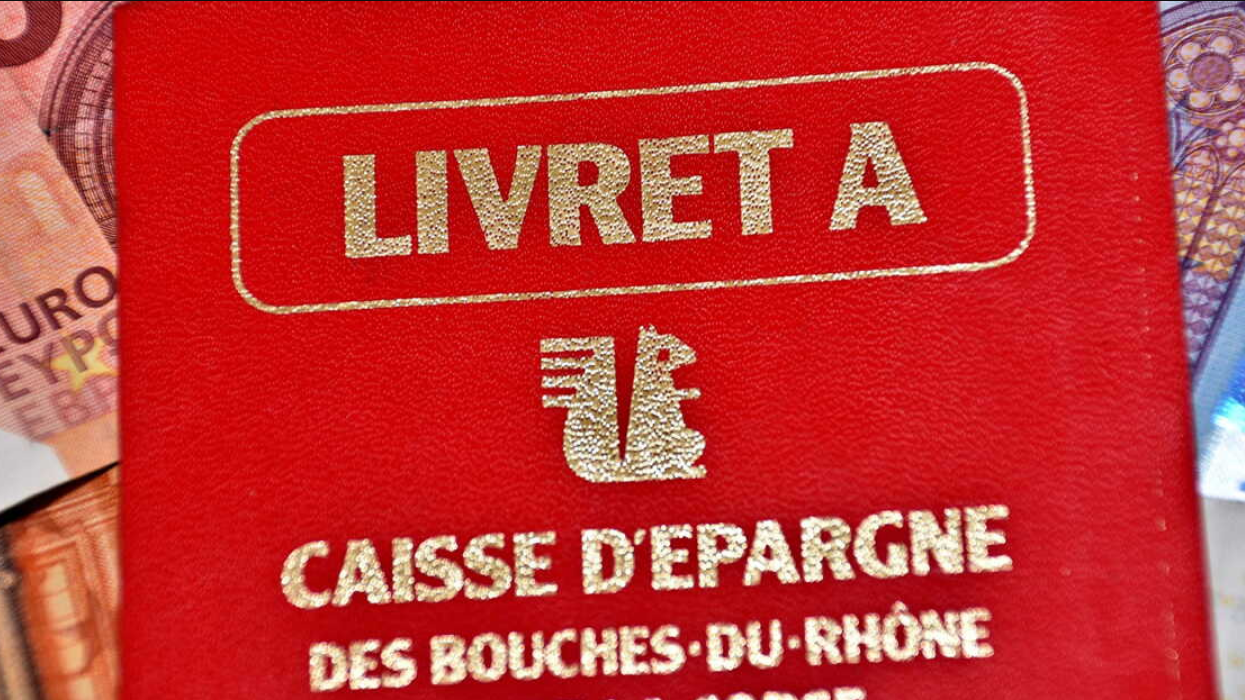 LIVRET A
CAISSE D'EPARGNE
DES BOUCHES·DU·RHÔNE
EURO